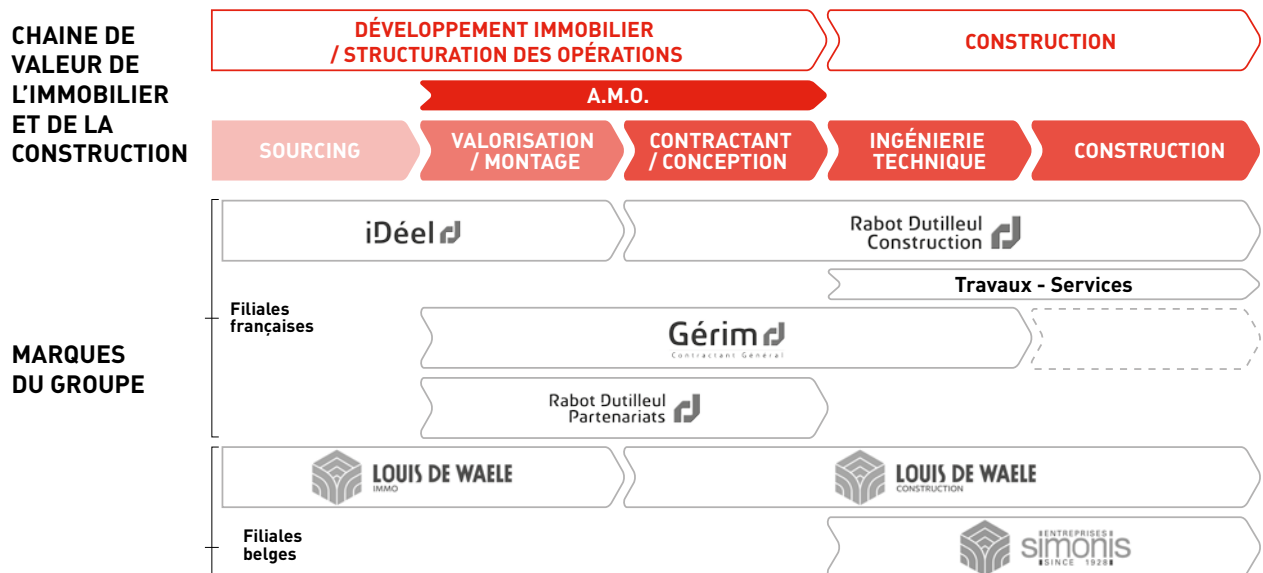 CHAINE DE
VALEUR DE
L'IMMOBILIER
ET DE LA
CONSTRUCTION
DÉVELOPPEMENT IMMOBILIER
/ STRUCTURATION DES OPÉRATIONS
CONSTRUCTION
A.M.O.
SOURCING
VALORISATION
/ MONTAGE
CONTRACTANT
/ CONCEPTION
INGÉNIERIE
TECHNIQUE
CONSTRUCTION
MARQUES
DU GROUPE
Filiales
françaises
iDéel
Rabot Dutilleul
Construction
Travaux - Services
Gérim
Contractant Général
Rabot Dutilleul
Partenariats
Filiales
belges
LOUIS DE WAELE
IMMO
LOUIS DE WAELE
CONSTRUCTION
ENTREPRISES
simonis
SINCE 1928